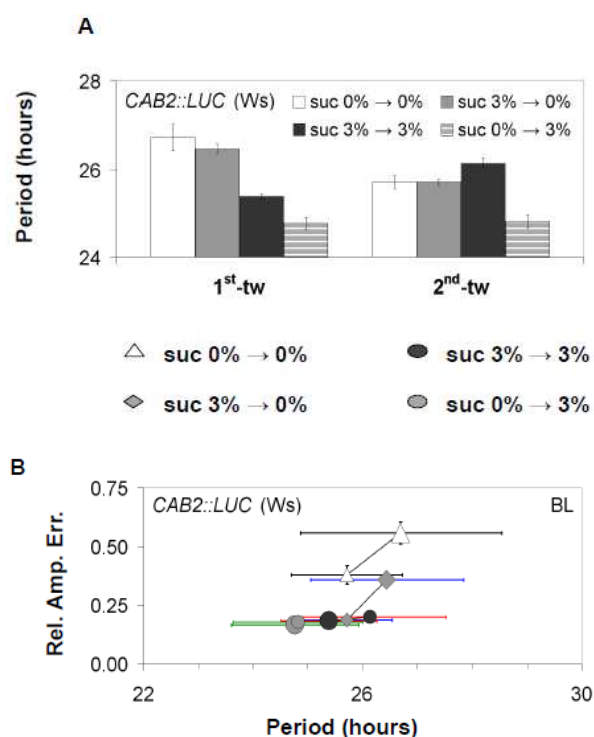 A
28
26
24
Period (hours)
CAB2::LUC (Ws)
suc 0% → 0%
suc 3% → 0%
suc 3% → 3%
suc 0% → 3%
1st-tw
2nd-tw
suc 0% → 0%
suc 3% → 3%
suc 3% → 0%
suc 0% → 3%
B
CAB2::LUC (Ws)
BL
0.75
0.50
0.25
0.00
Rel. Amp. Err.
22
26
30
Period (hours)